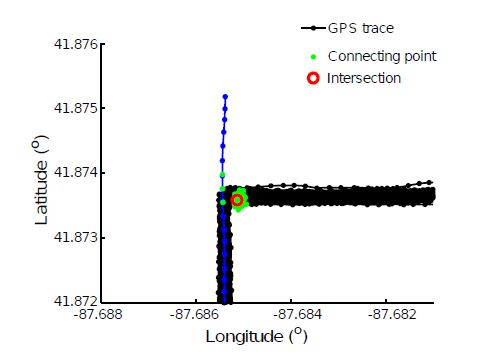 GPS trace
Connecting point
Intersection
41.876
41.875
41.874
41.873
41.872
Latitude (°)
-87.688
-87.686
-87.684
-87.682
Longitude (°)